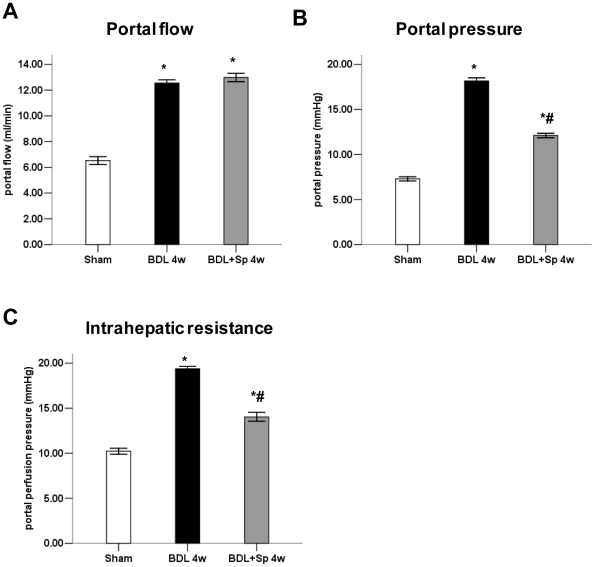 A
Portal flow
portal flow (ml/min)
14.00
12.00
10.00
8.00
6.00
4.00
2.00
0.00
*
*
Sham
BDL 4w
BDL+Sp 4w
B
Portal pressure
portal pressure (mmHg)
20.00
15.00
10.00
5.00
0.00
*
*#
Sham
BDL 4w
BDL+Sp 4w
C
Intrahepatic resistance
portal perfusion pressure (mmHg)
20.00
15.00
10.00
5.00
0.00
*
*#
Sham
BDL 4w
BDL+Sp 4w